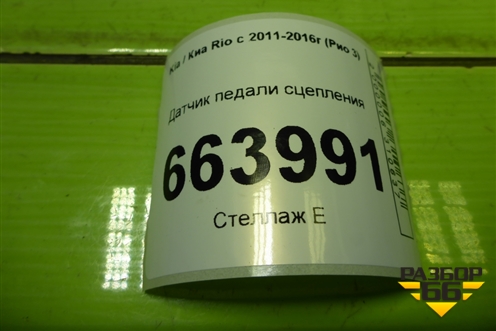 Kia / Киа Rio с 2011-2016г (Рио 3)
Датчик педали сцепления
663991
Стеллаж Е
РАЗБОР
66